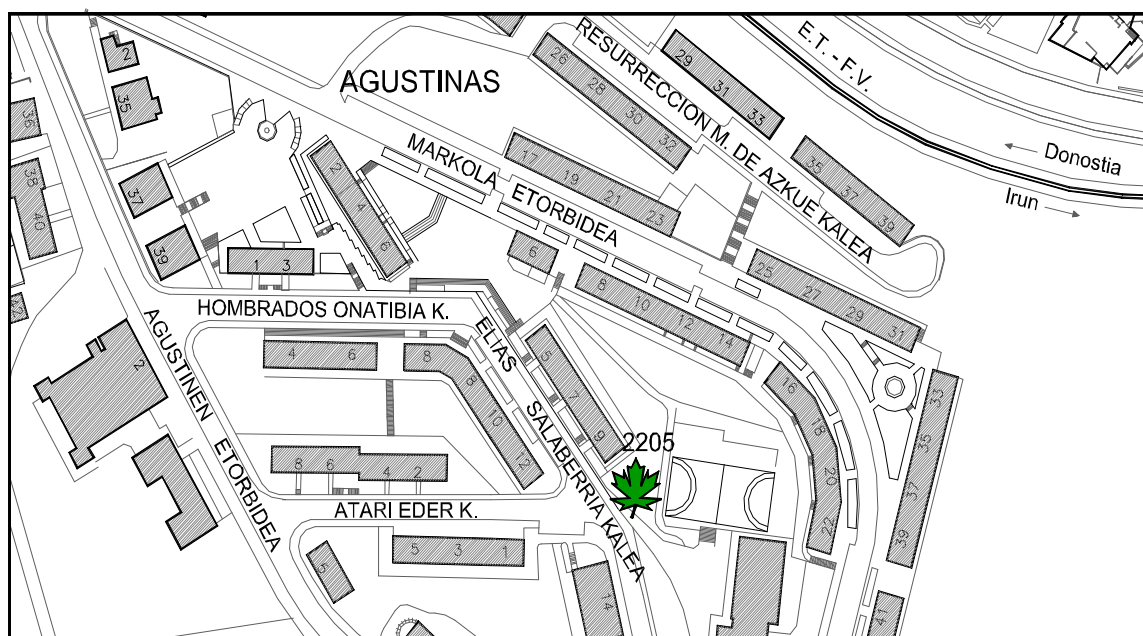 AGUSTINAS
RESURRECCION M. DE AZKUE KALEA
E.T. - F.V.
Donostia
Irun
MARKOLA ETORBIDEA
HOMBRADOS ONATIBIA K.
ELIAS SALABERRIA KALEA
AGUSTINEN ETORBIDEA
ATARI EDER K.
2205
2
35
36
38
40
37
39
42
2
1 3
2 4 6
26 28 30 32
29 31 33
35 37 39
17 19 21 23
25 27 29 31
6
8 10 12 14
16 18 20 22
33 35 37 39
41
4 6
8
8 10 12
5 7 9
8 6 4 2
5 3 1
5
14